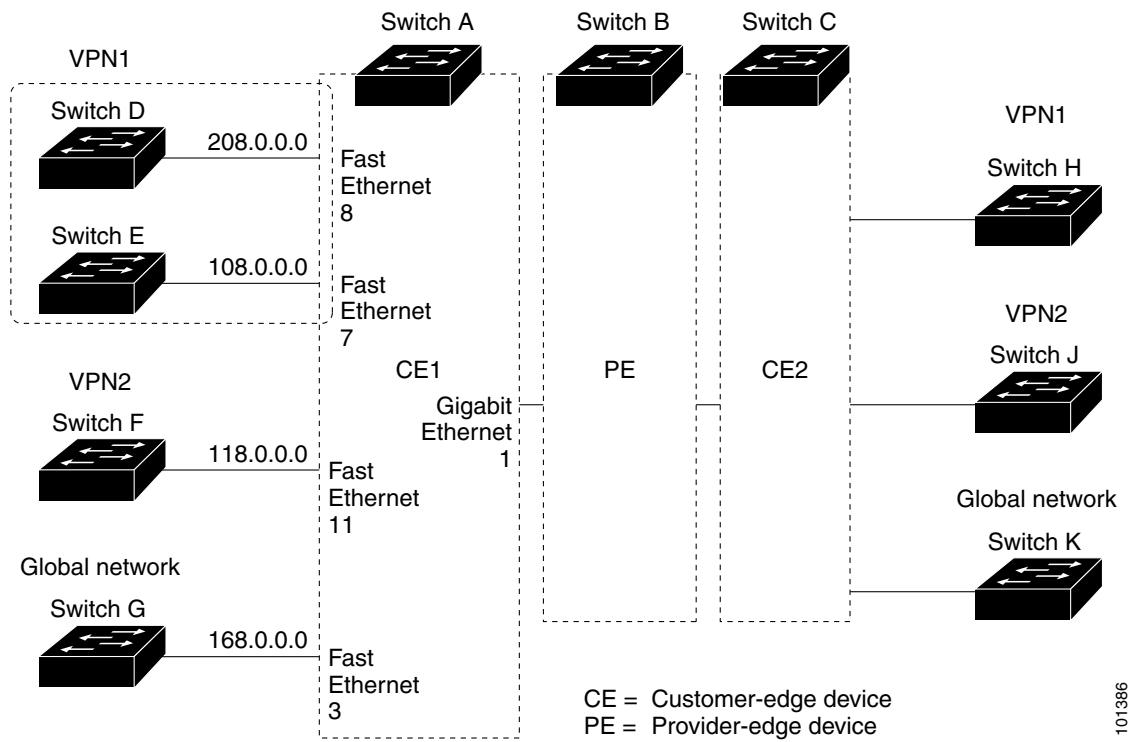 Switch A
Switch B
Switch C
VPN1
Switch D
208.0.0.0
Fast
Ethernet
8
Switch E
108.0.0.0
Fast
Ethernet
7
VPN2
Switch F
118.0.0.0
Fast
Ethernet
11
Global network
Switch G
168.0.0.0
Fast
Ethernet
3
CE1
Gigabit
Ethernet
1
PE
CE2
VPN1
Switch H
VPN2
Switch J
Global network
Switch K
CE = Customer-edge device
PE = Provider-edge device
101386